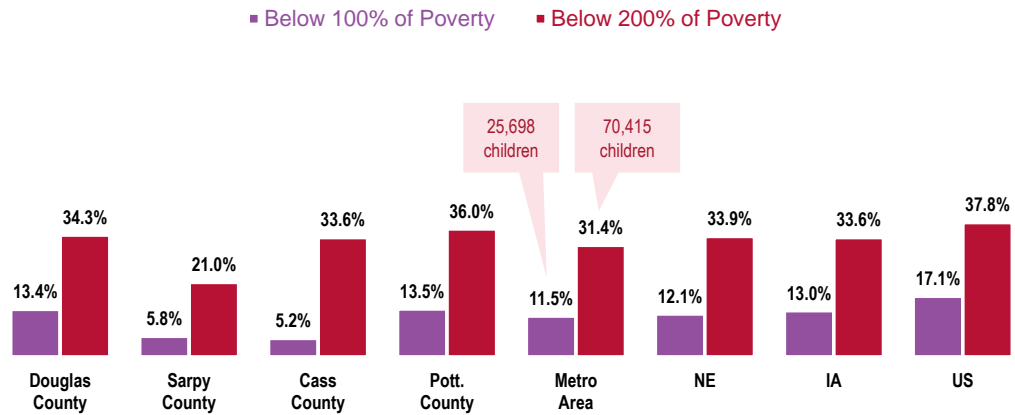 Below 100% of Poverty Below 200% of Poverty
25,698
children
70,415
children
13.4% 34.3% 5.8% 21.0% 5.2% 33.6% 13.5% 36.0% 11.5% 31.4% 12.1% 33.9% 13.0% 33.6% 17.1% 37.8%
Douglas
County
Sarpy
County
Cass
County
Pott.
County
Metro
Area
NE
IA
US